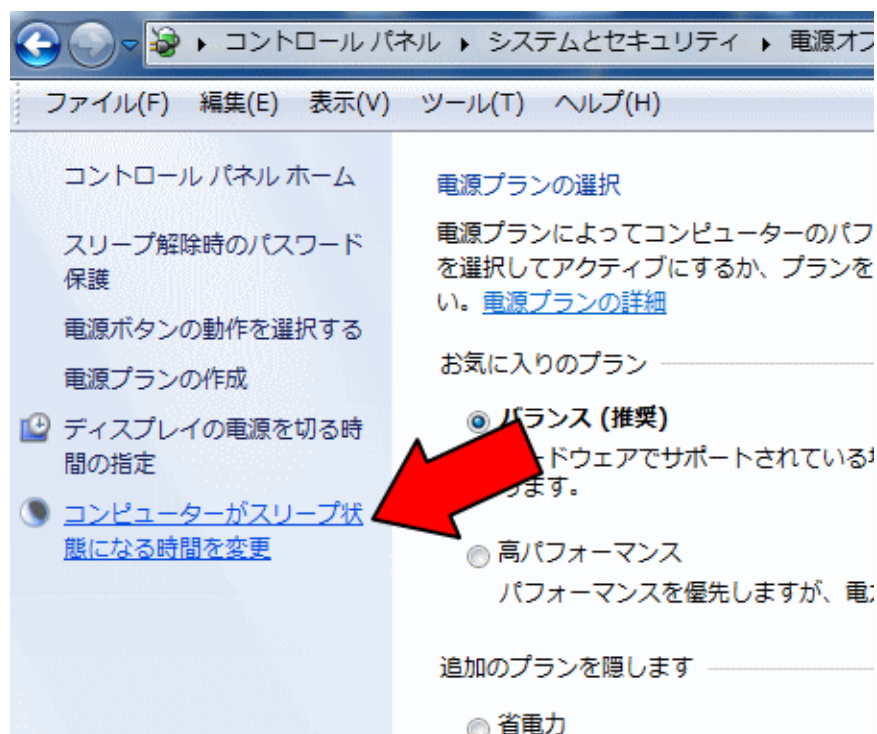 コントロール パネル ▸ システムとセキュリティ ▸ 電源オプ
ファイル(F) 編集(E) 表示(V) ツール(T) ヘルプ(H)
コントロール パネル ホーム
スリープ解除時のパスワード
保護
電源ボタンの動作を選択する
電源プランの作成
ディスプレイの電源を切る時
間の指定
コンピューターがスリープ状
態になる時間を変更
電源プランの選択
電源プランによってコンピューターのパフ
を選択してアクティブにするか、プランを
い。電源プランの詳細
お気に入りのプラン
バランス (推奨)
ードウェアでサポートされている
ます。
高パフォーマンス
パフォーマンスを優先しますが、電
追加のプランを隠します
省電力